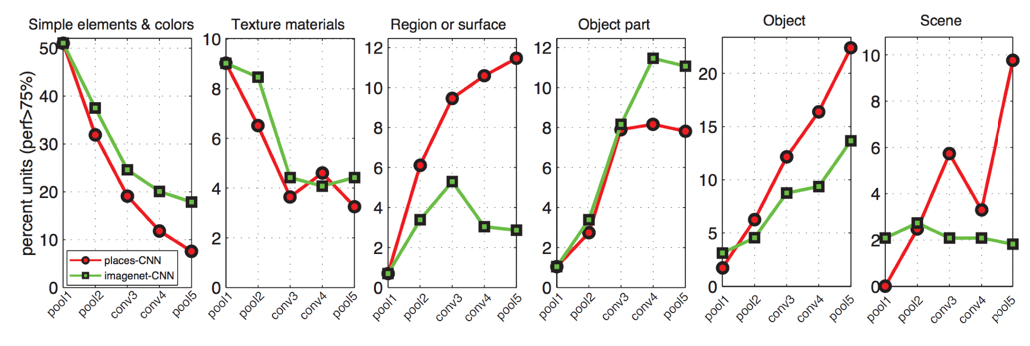 Simple elements & colors
Texture materials
Region or surface
Object part
Object
Scene
percent units (perf>75%)
50
40
30
20
10
0
places-CNN
imagenet-CNN
pool1
pool2
conv3
conv4
pool5
10
8
6
4
2
0
pool1
pool2
conv3
conv4
pool5
12
10
8
6
4
2
0
pool1
pool2
conv3
conv4
pool5
12
10
8
6
4
2
0
pool1
pool2
conv3
conv4
pool5
20
15
10
5
0
pool1
pool2
conv3
conv4
pool5
10
8
6
4
2
0
pool1
pool2
conv3
conv4
pool5